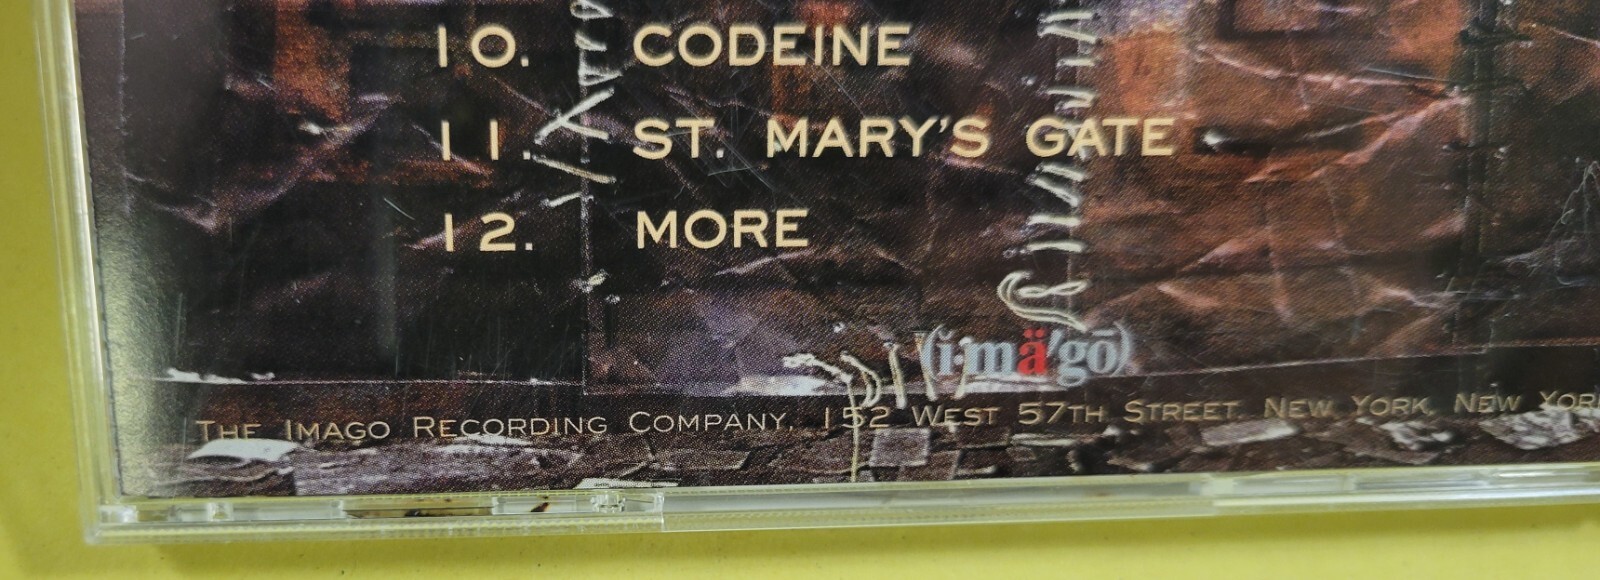 10. CODEINE
11. ST. MARY'S GATE
12. MORE
(i·mä′gō)
THE IMAGO RECORDING COMPANY, 152 WEST 57TH STREET, NEW YORK, NEW